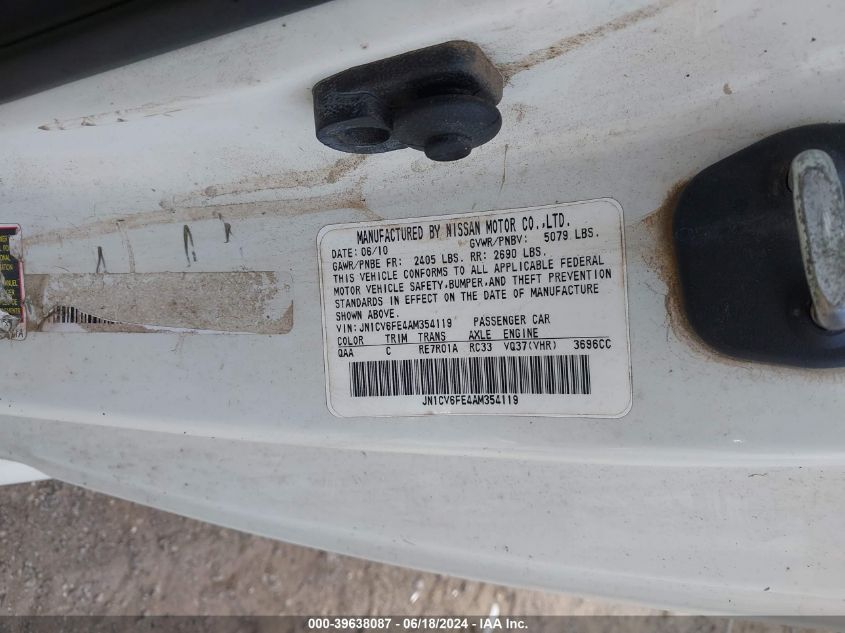 MANUFACTURED BY NISSAN MOTOR CO.,LTD.
DATE: 06/10 GVWR/PNBV: 5079 LBS.
GAWR/PNBE FR: 2405 LBS. RR: 2690 LBS.
THIS VEHICLE CONFORMS TO ALL APPLICABLE FEDERAL
MOTOR VEHICLE SAFETY,BUMPER,AND THEFT PREVENTION
STANDARDS IN EFFECT ON THE DATE OF MANUFACTURE
SHOWN ABOVE.
VIN: JN1CV6FE4AM354119 PASSENGER CAR
COLOR TRIM TRANS AXLE ENGINE
QAA C RE7R01A RC33 VQ37(VHR) 3696CC
JN1CV6FE4AM354119
000-39638087 - 06/18/2024 - IAA Inc.